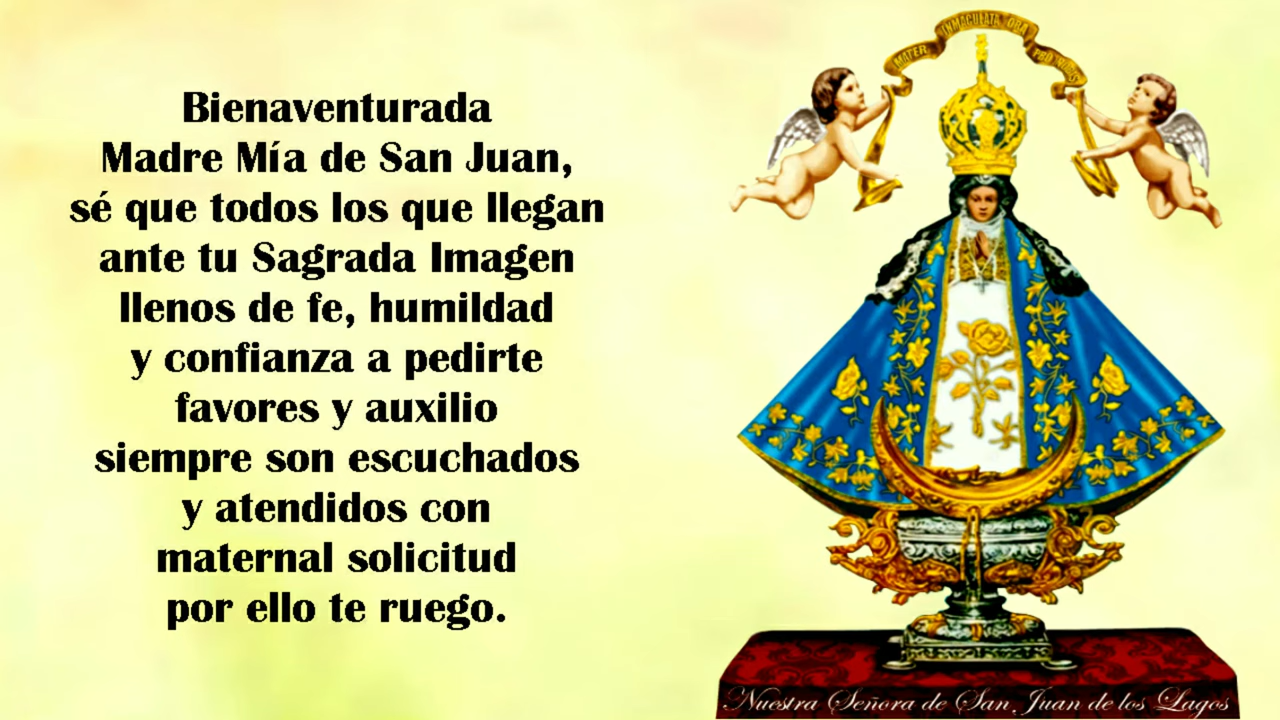 Bienaventurada
Madre Mía de San Juan,
sé que todos los que llegan
ante tu Sagrada Imagen
llenos de fe, humildad
y confianza a pedirte
favores y auxilio
siempre son escuchados
y atendidos con
maternal solicitud
por ello te ruego.
MATER INMACULATA ORA PRO NOBIS
Nuestra Señora de San Juan de los Lagos